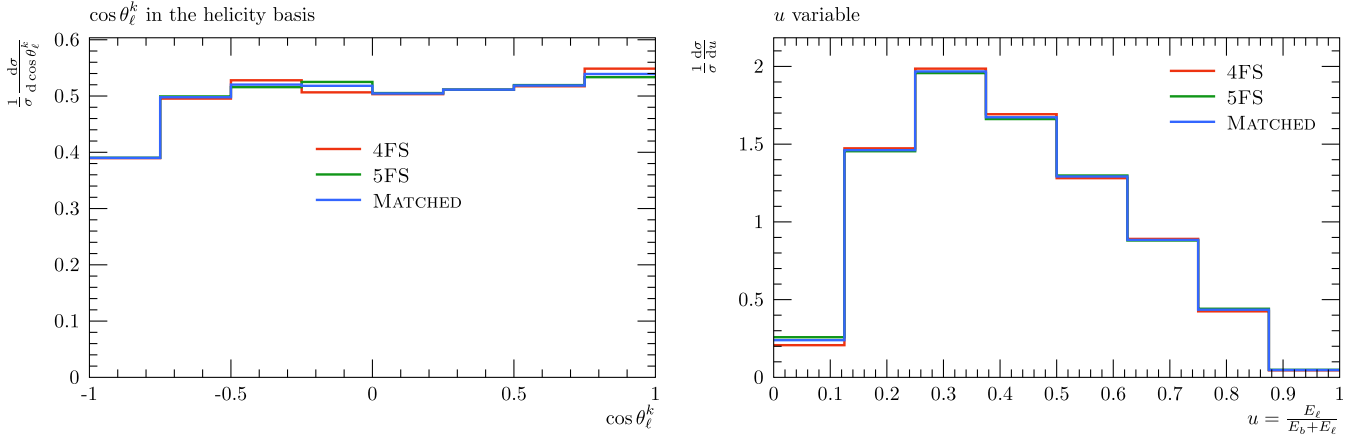 cos θ_ℓ^k in the helicity basis
1/σ dσ/d cos θ_ℓ^k
0.6
0.5
0.4
0.3
0.2
0.1
0
4FS
5FS
MATCHED
-1 -0.5 0 0.5 1
cos θ_ℓ^k
u variable
1/σ dσ/du
2
1.5
1
0.5
0
4FS
5FS
MATCHED
0 0.1 0.2 0.3 0.4 0.5 0.6 0.7 0.8 0.9 1
u = E_ℓ/E_b+E_ℓ